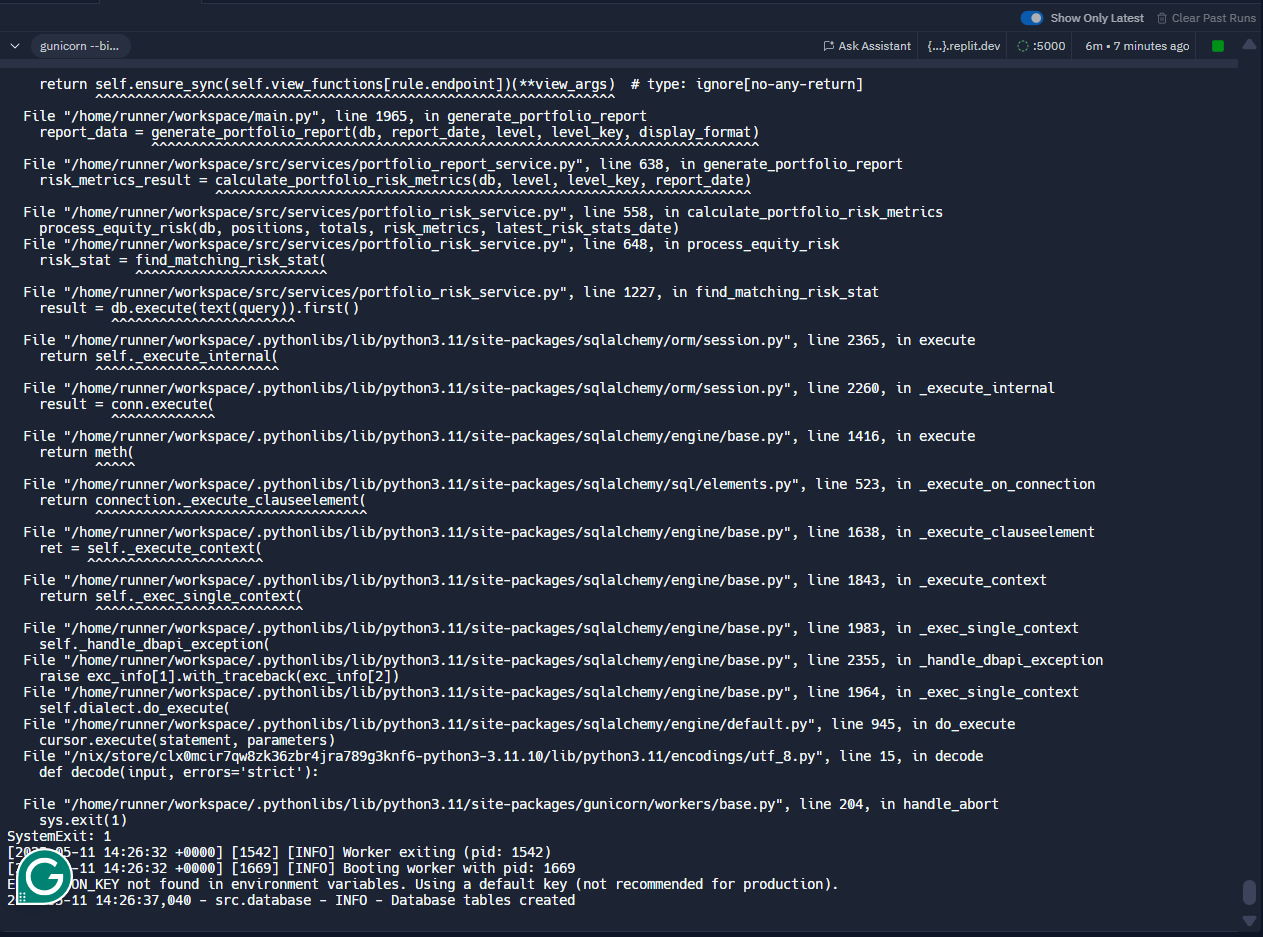 Show Only Latest Clear Past Runs
gunicorn --bi... Ask Assistant {...}.replit.dev :5000 6m • 7 minutes ago
return self.ensure_sync(self.view_functions[rule.endpoint])(**view_args)  # type: ignore[no-any-return]
^^^^^^^^^^^^^^^^^^^^^^^^^^^^^^^^^^^^^^^^^^^^^^^^^^^^^^^^^^^^^^^^^
File "/home/runner/workspace/main.py", line 1965, in generate_portfolio_report
report_data = generate_portfolio_report(db, report_date, level, level_key, display_format)
^^^^^^^^^^^^^^^^^^^^^^^^^^^^^^^^^^^^^^^^^^^^^^^^^^^^^^^^^^^^^^^^^^^^^^^^^^^^
File "/home/runner/workspace/src/services/portfolio_report_service.py", line 638, in generate_portfolio_report
risk_metrics_result = calculate_portfolio_risk_metrics(db, level, level_key, report_date)
^^^^^^^^^^^^^^^^^^^^^^^^^^^^^^^^^^^^^^^^^^^^^^^^^^^^^^^^^^^^^^^^^^^
File "/home/runner/workspace/src/services/portfolio_risk_service.py", line 558, in calculate_portfolio_risk_metrics
process_equity_risk(db, positions, totals, risk_metrics, latest_risk_stats_date)
File "/home/runner/workspace/src/services/portfolio_risk_service.py", line 648, in process_equity_risk
risk_stat = find_matching_risk_stat(
^^^^^^^^^^^^^^^^^^^^^^^^
File "/home/runner/workspace/src/services/portfolio_risk_service.py", line 1227, in find_matching_risk_stat
result = db.execute(text(query)).first()
^^^^^^^^^^^^^^^^^^^^^^^
File "/home/runner/workspace/.pythonlibs/lib/python3.11/site-packages/sqlalchemy/orm/session.py", line 2365, in execute
return self._execute_internal(
^^^^^^^^^^^^^^^^^^^^^^^
File "/home/runner/workspace/.pythonlibs/lib/python3.11/site-packages/sqlalchemy/orm/session.py", line 2260, in _execute_internal
result = conn.execute(
^^^^^^^^^^^^^
File "/home/runner/workspace/.pythonlibs/lib/python3.11/site-packages/sqlalchemy/engine/base.py", line 1416, in execute
return meth(
^^^^^
File "/home/runner/workspace/.pythonlibs/lib/python3.11/site-packages/sqlalchemy/sql/elements.py", line 523, in _execute_on_connection
return connection._execute_clauseelement(
^^^^^^^^^^^^^^^^^^^^^^^^^^^^^^^^^^
File "/home/runner/workspace/.pythonlibs/lib/python3.11/site-packages/sqlalchemy/engine/base.py", line 1638, in _execute_clauseelement
ret = self._execute_context(
^^^^^^^^^^^^^^^^^^^^^^
File "/home/runner/workspace/.pythonlibs/lib/python3.11/site-packages/sqlalchemy/engine/base.py", line 1843, in _execute_context
return self._exec_single_context(
^^^^^^^^^^^^^^^^^^^^^^^^^^
File "/home/runner/workspace/.pythonlibs/lib/python3.11/site-packages/sqlalchemy/engine/base.py", line 1983, in _exec_single_context
self._handle_dbapi_exception(
File "/home/runner/workspace/.pythonlibs/lib/python3.11/site-packages/sqlalchemy/engine/base.py", line 2355, in _handle_dbapi_exception
raise exc_info[1].with_traceback(exc_info[2])
File "/home/runner/workspace/.pythonlibs/lib/python3.11/site-packages/sqlalchemy/engine/base.py", line 1964, in _exec_single_context
self.dialect.do_execute(
File "/home/runner/workspace/.pythonlibs/lib/python3.11/site-packages/sqlalchemy/engine/default.py", line 945, in do_execute
cursor.execute(statement, parameters)
File "/nix/store/clx0mcir7qw8zk36zbr4jra789g3knf6-python3-3.11.10/lib/python3.11/encodings/utf_8.py", line 15, in decode
def decode(input, errors='strict'):
File "/home/runner/workspace/.pythonlibs/lib/python3.11/site-packages/gunicorn/workers/base.py", line 204, in handle_abort
sys.exit(1)
SystemExit: 1
05-11 14:26:32 +0000] [1542] [INFO] Worker exiting (pid: 1542)
-11 14:26:32 +0000] [1669] [INFO] Booting worker with pid: 1669
ON_KEY not found in environment variables. Using a default key (not recommended for production).
-11 14:26:37,040 - src.database - INFO - Database tables created